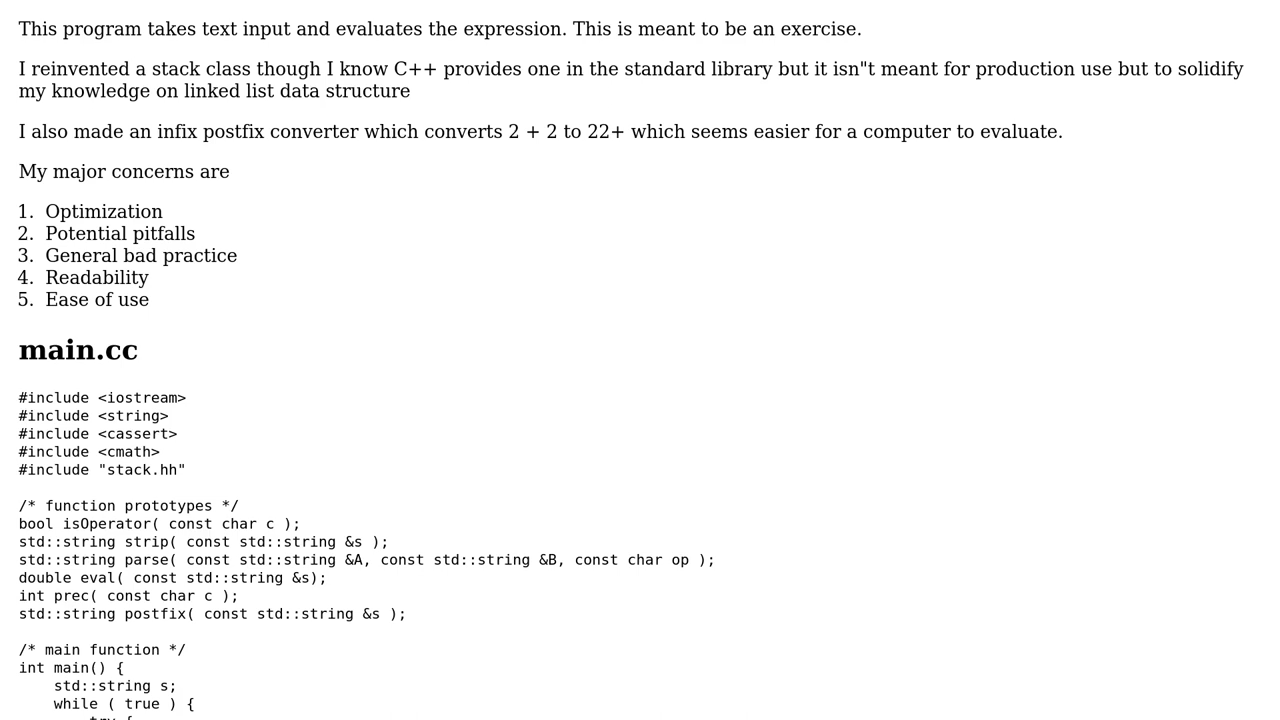 This program takes text input and evaluates the expression. This is meant to be an exercise.
I reinvented a stack class though I know C++ provides one in the standard library but it isn"t meant for production use but to solidify
my knowledge on linked list data structure
I also made an infix postfix converter which converts 2 + 2 to 22+ which seems easier for a computer to evaluate.
My major concerns are
1. Optimization
2. Potential pitfalls
3. General bad practice
4. Readability
5. Ease of use
main.cc
#include <iostream>
#include <string>
#include <cassert>
#include <cmath>
#include "stack.hh"
/* function prototypes */
bool isOperator( const char c );
std::string strip( const std::string &s );
std::string parse( const std::string &A, const std::string &B, const char op );
double eval( const std::string &s);
int prec( const char c );
std::string postfix( const std::string &s );
/* main function */
int main() {
    std::string s;
    while ( true ) {
        try {